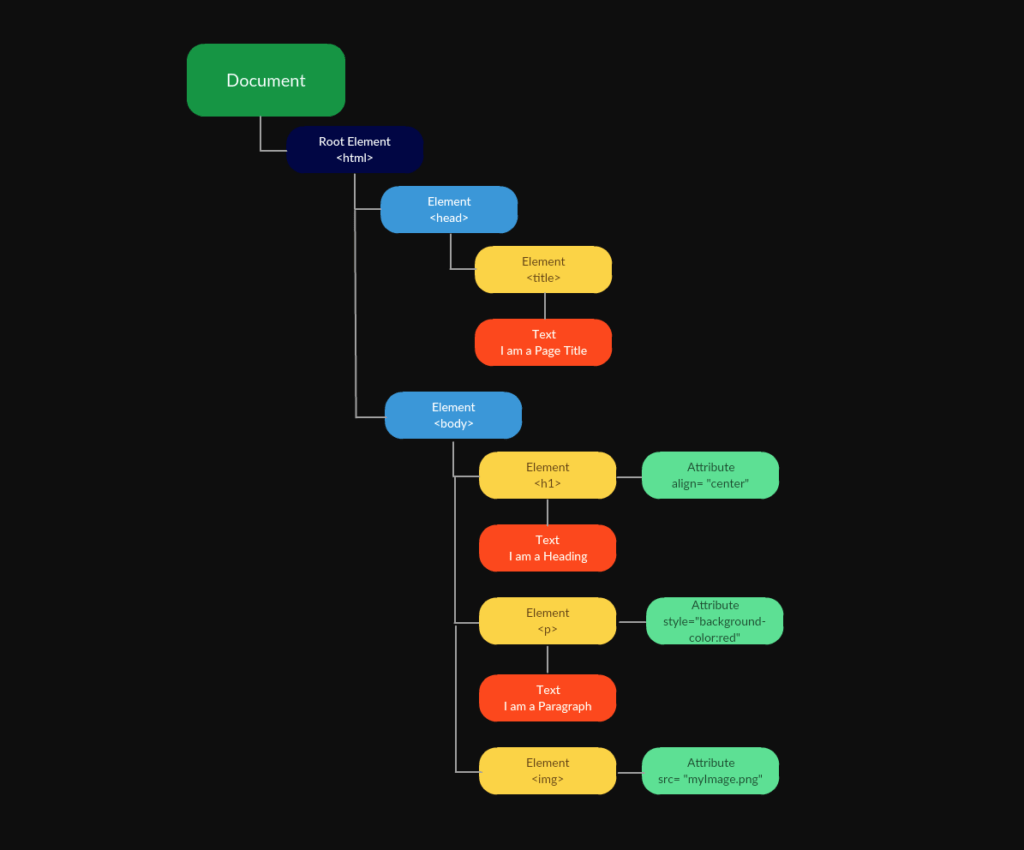 Document
Root Element
<html>
Element
<head>
Element
<title>
Text
I am a Page Title
Element
<body>
Element
<h1>
Attribute
align= "center"
Text
I am a Heading
Element
<p>
Attribute
style="background-
color:red"
Text
I am a Paragraph
Element
<img>
Attribute
src= "myImage.png"